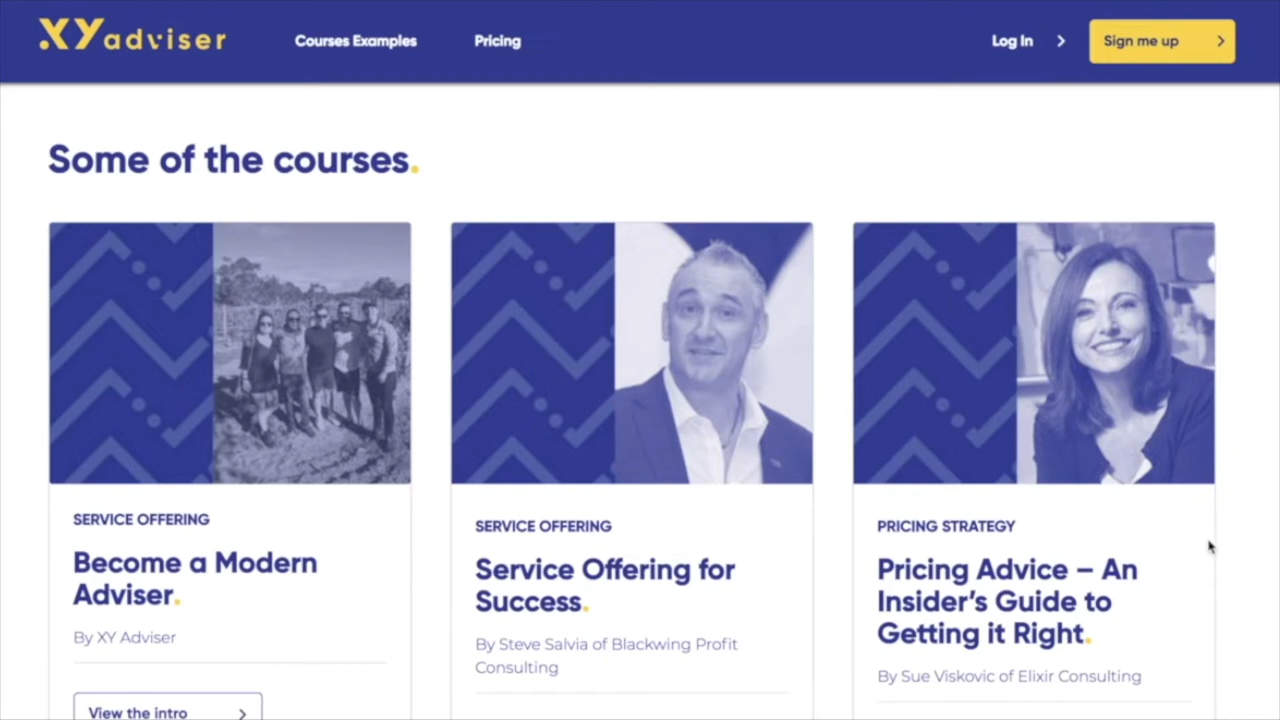 XYadviser
Courses Examples
Pricing
Log In
Sign me up
Some of the courses.
SERVICE OFFERING
Become a Modern
Adviser.
By XY Adviser
View the intro
SERVICE OFFERING
Service Offering for
Success.
By Steve Salvia of Blackwing Profit
Consulting
PRICING STRATEGY
Pricing Advice – An
Insider's Guide to
Getting it Right.
By Sue Viskovic of Elixir Consulting